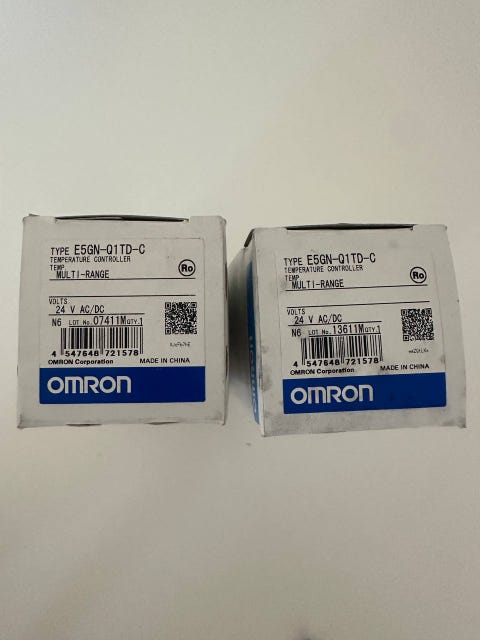 TYPE E5GN-Q1TD-C
TEMPERATURE CONTROLLER
TEMP.
MULTI-RANGE
Ro
VOLTS
24 V AC/DC
N6 LOT No. 07411M QTY.1
4 547648 721578
OMRON Corporation MADE IN CHINA
OMRON
TYPE E5GN-Q1TD-C
TEMPERATURE CONTROLLER
TEMP.
MULTI-RANGE
Ro
VOLTS
24 V AC/DC
N6 LOT No. 13611M QTY.1
4 547648 721578
OMRON Corporation MADE IN CHINA
OMRON